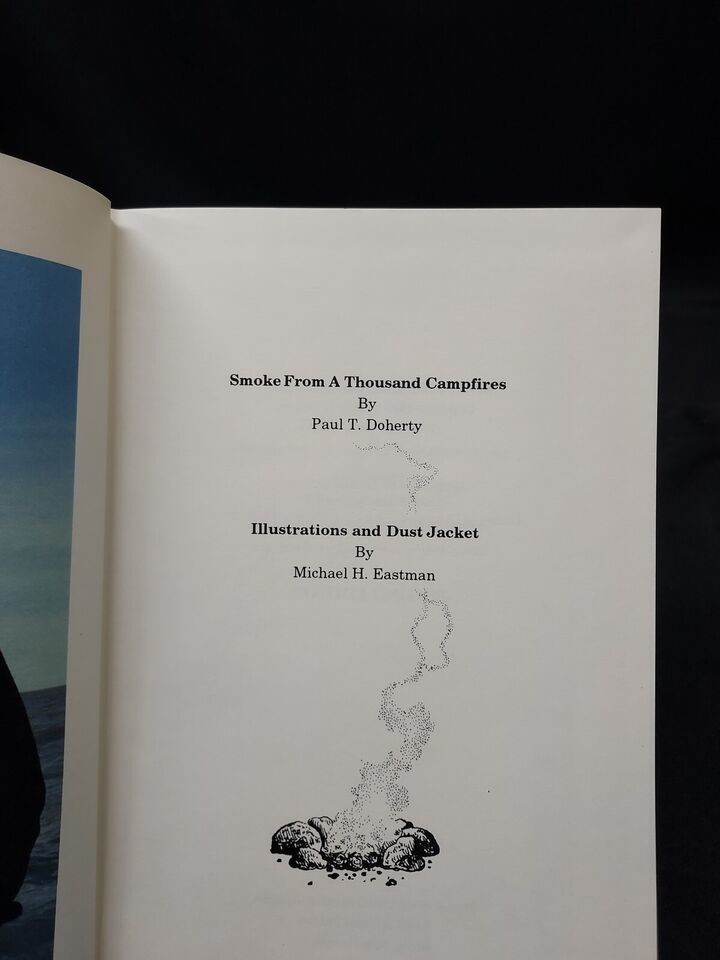 Smoke From A Thousand Campfires
By
Paul T. Doherty
Illustrations and Dust Jacket
By
Michael H. Eastman